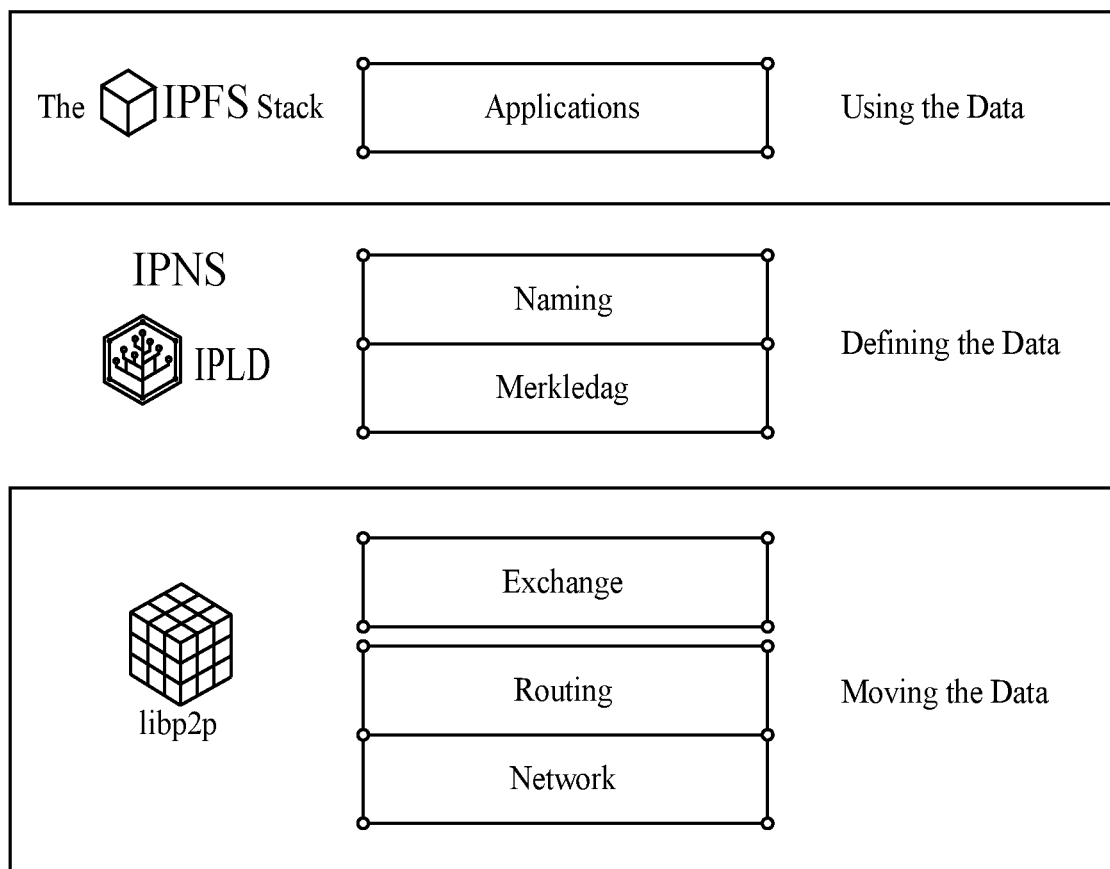 The IPFS Stack
Applications
Using the Data
IPNS
IPLD
Naming
Merkledag
Defining the Data
libp2p
Exchange
Routing
Network
Moving the Data